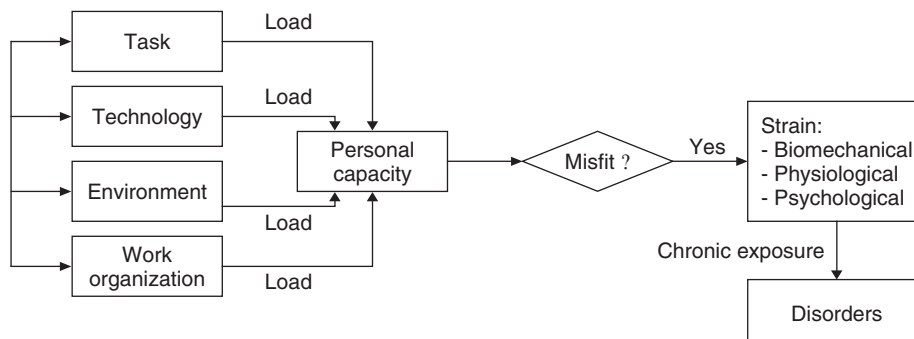 Task
Load
Technology
Load
Environment
Load
Work
organization
Load
Personal
capacity
Misfit ?
Yes
Strain:
- Biomechanical
- Physiological
- Psychological
Chronic exposure
Disorders